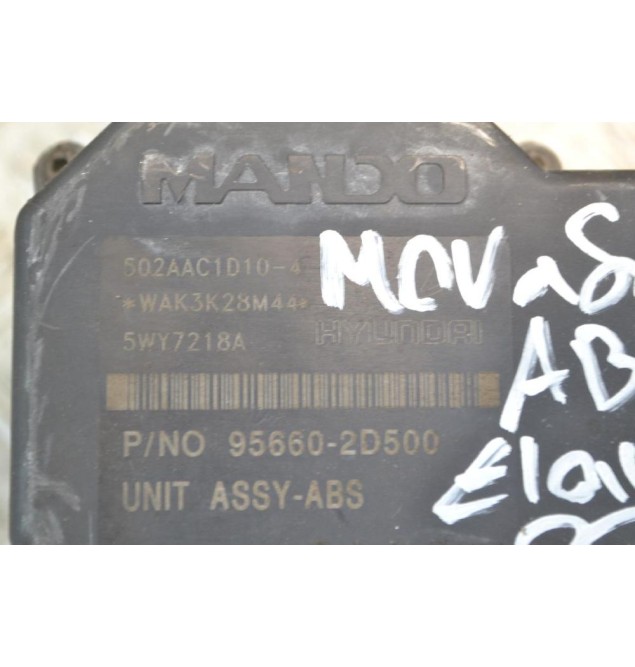 MANDO
502AAC1D10-4
*WAK3K28M44*
5WY7218A
HYUNDAI
P/NO 95660-2D500
UNIT ASSY-ABS